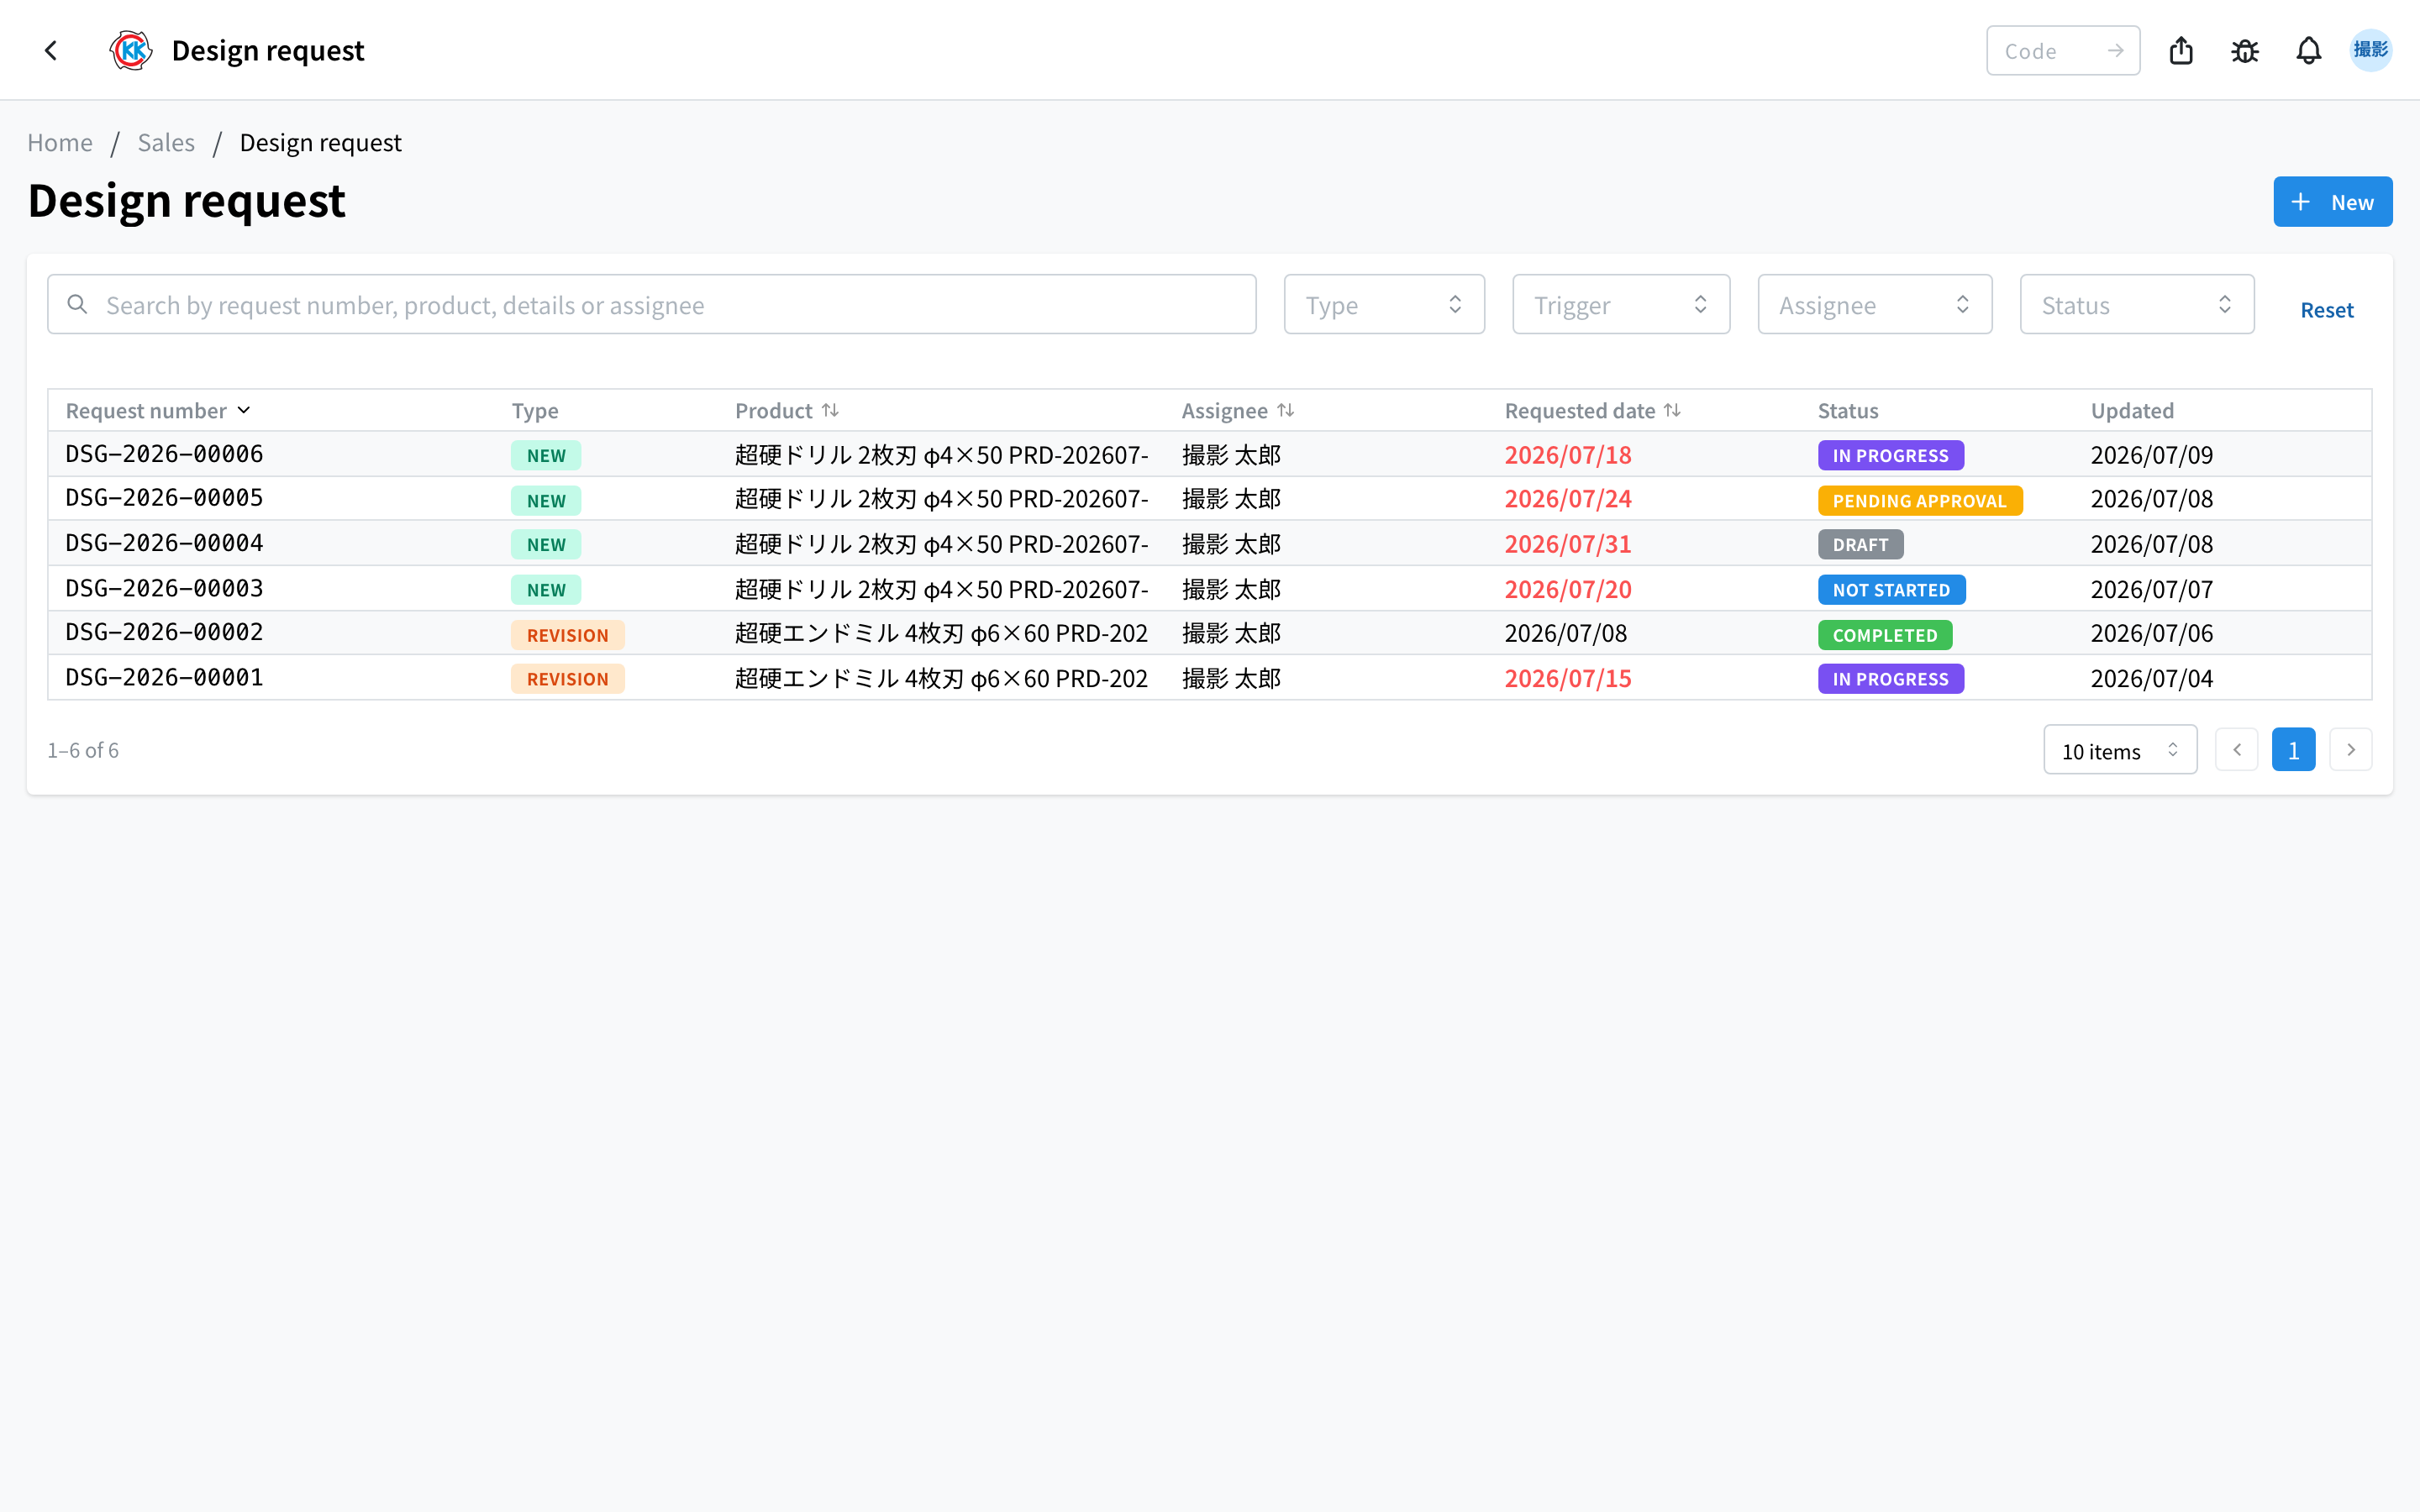 KK Design request
Code
撮影
Home / Sales / Design request
Design request
New
Search by request number, product, details or assignee
Type
Trigger
Assignee
Status
Reset
Request number Type Product Assignee Requested date Status Updated
DSG-2026-00006 NEW 超硬ドリル 2枚刃 φ4×50 PRD-202607- 撮影 太郎 2026/07/18 IN PROGRESS 2026/07/09
DSG-2026-00005 NEW 超硬ドリル 2枚刃 φ4×50 PRD-202607- 撮影 太郎 2026/07/24 PENDING APPROVAL 2026/07/08
DSG-2026-00004 NEW 超硬ドリル 2枚刃 φ4×50 PRD-202607- 撮影 太郎 2026/07/31 DRAFT 2026/07/08
DSG-2026-00003 NEW 超硬ドリル 2枚刃 φ4×50 PRD-202607- 撮影 太郎 2026/07/20 NOT STARTED 2026/07/07
DSG-2026-00002 REVISION 超硬エンドミル 4枚刃 φ6×60 PRD-202 撮影 太郎 2026/07/08 COMPLETED 2026/07/06
DSG-2026-00001 REVISION 超硬エンドミル 4枚刃 φ6×60 PRD-202 撮影 太郎 2026/07/15 IN PROGRESS 2026/07/04
1–6 of 6
10 items
1